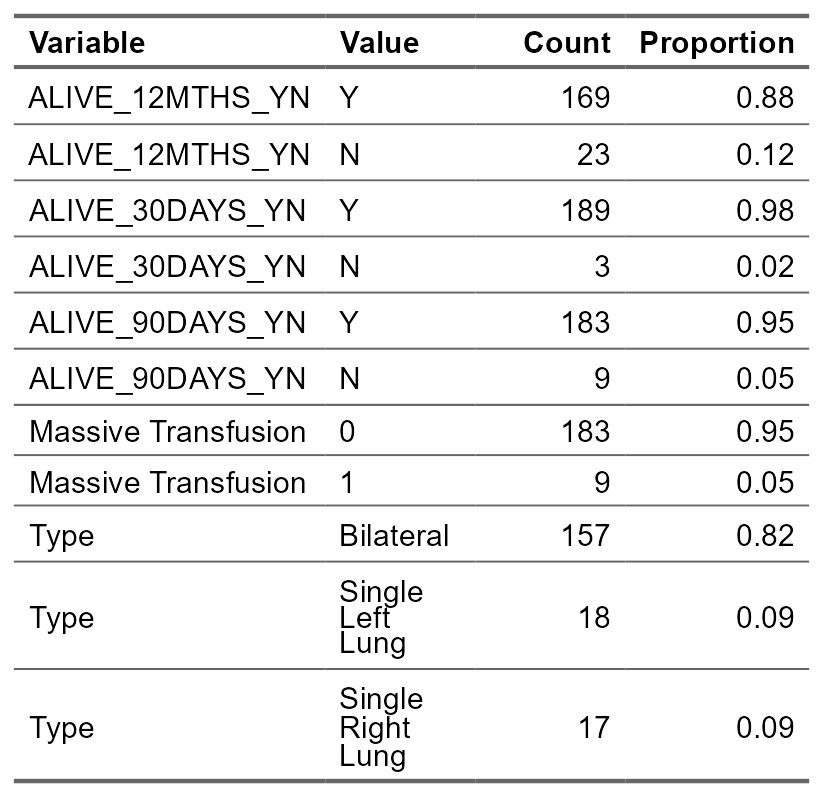 Variable Value Count Proportion
ALIVE_12MTHS_YN Y 169 0.88
ALIVE_12MTHS_YN N 23 0.12
ALIVE_30DAYS_YN Y 189 0.98
ALIVE_30DAYS_YN N 3 0.02
ALIVE_90DAYS_YN Y 183 0.95
ALIVE_90DAYS_YN N 9 0.05
Massive Transfusion 0 183 0.95
Massive Transfusion 1 9 0.05
Type Bilateral 157 0.82
Type Single Left Lung 18 0.09
Type Single Right Lung 17 0.09